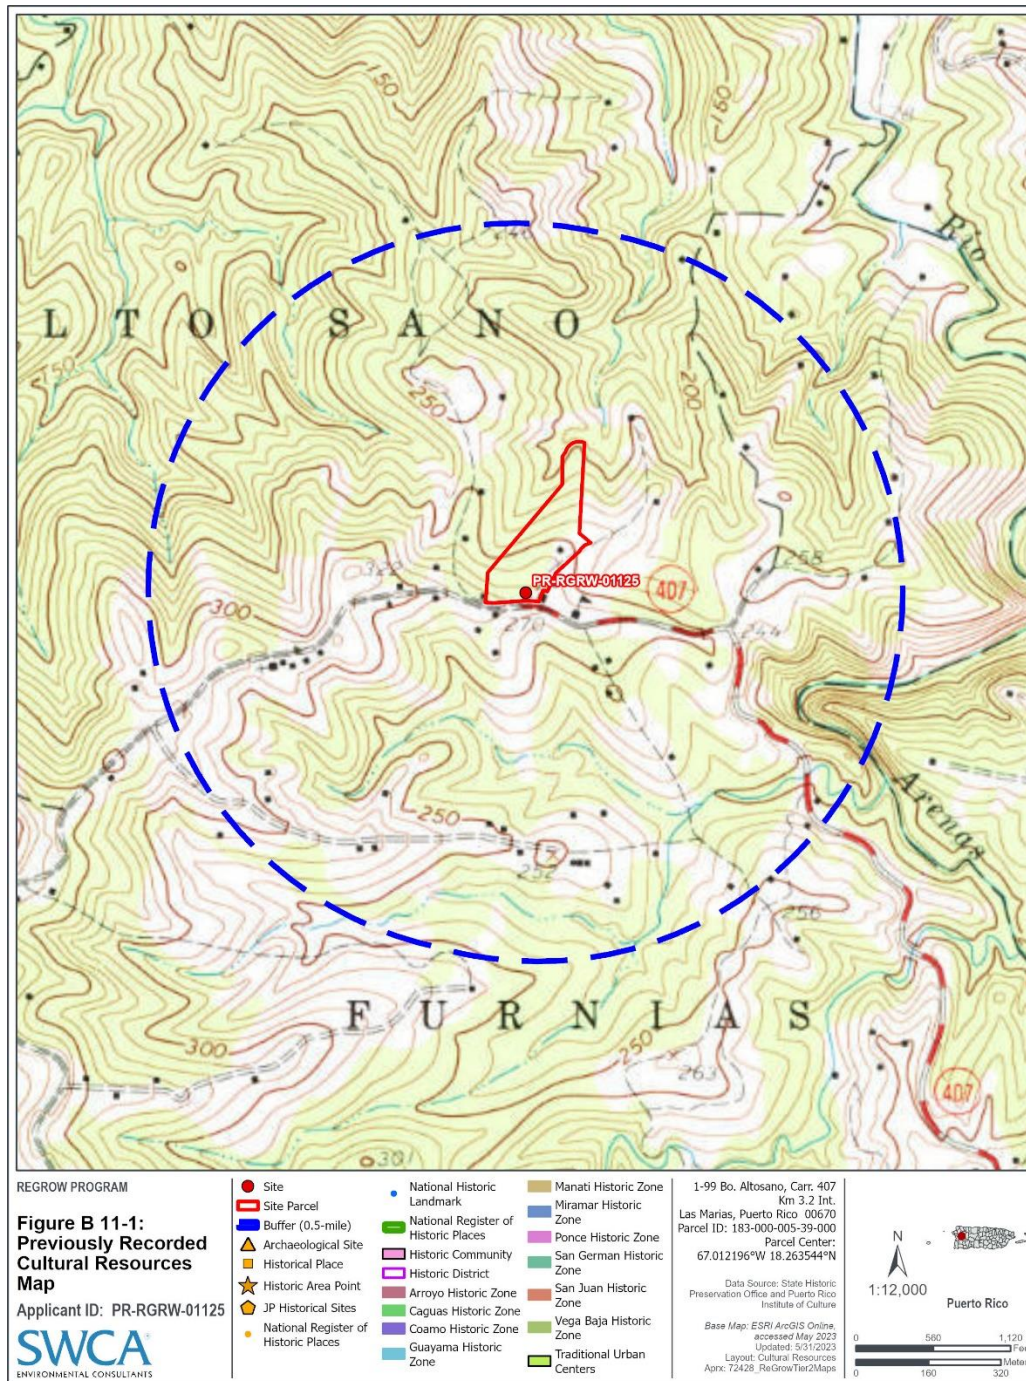 150
150
Rio
246
LTO SANO
150
250
200
258
PR-RGRW-01125
407
300
270
244
250
252
Arenas
256
FURNIAS
300
250
263
407
301
REGROW PROGRAM
Figure B 11-1:
Previously Recorded
Cultural Resources
Map
Applicant ID: PR-RGRW-01125
SWCA
ENVIRONMENTAL CONSULTANTS
Site
Site Parcel
Buffer (0.5-mile)
Archaeological Site
Historical Place
Historic Area Point
JP Historical Sites
National Register of
Historic Places
National Historic
Landmark
National Register of
Historic Places
Historic Community
Historic District
Arroyo Historic Zone
Caguas Historic Zone
Coamo Historic Zone
Guayama Historic
Zone
Manati Historic Zone
Miramar Historic
Zone
Ponce Historic Zone
San German Historic
Zone
San Juan Historic
Zone
Vega Baja Historic
Zone
Traditional Urban
Centers
1-99 Bo. Altosano, Carr. 407
Km 3.2 Int.
Las Marias, Puerto Rico 00670
Parcel ID: 183-000-005-39-000
Parcel Center:
67.012196°W 18.263544°N
Data Source: State Historic
Preservation Office and Puerto Rico
Institute of Culture
Base Map: ESRI ArcGIS Online,
accessed May 2023
Updated: 5/31/2023
Layout: Cultural Resources
Aprx: 72428_ReGrowTier2Maps
N
1:12,000
Puerto Rico
0 560 1,120
Fee
0 160 320
Meter